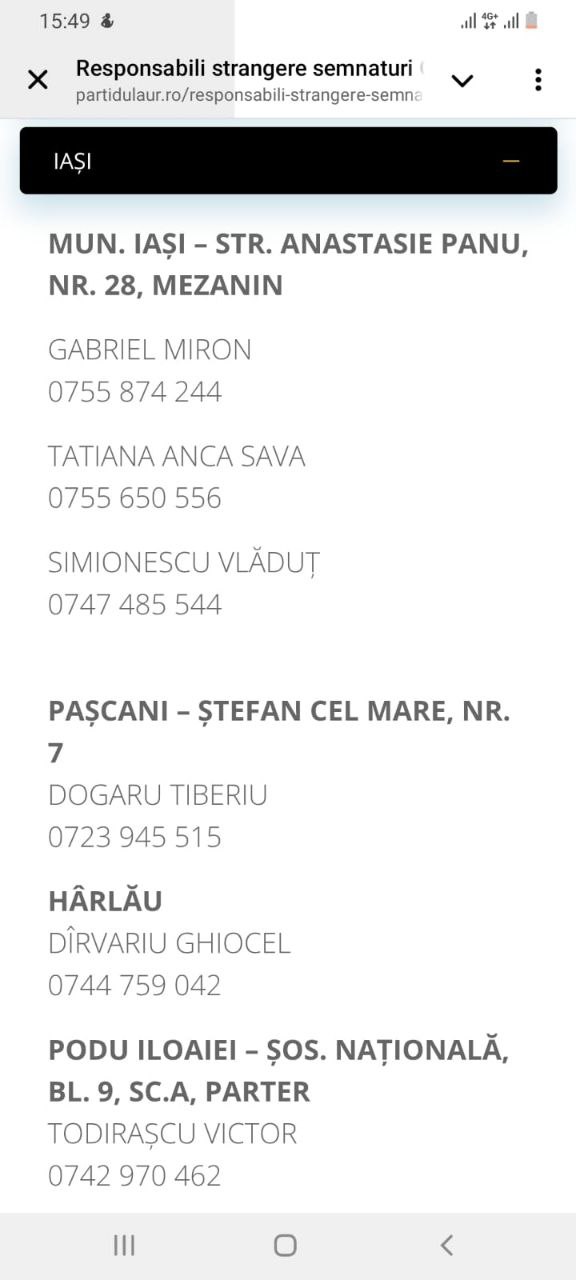 15:49
4G+
Responsabili strangere semnaturi
partidulaur.ro/responsabili-strangere-semna
IAȘI
MUN. IAȘI – STR. ANASTASIE PANU,
NR. 28, MEZANIN
GABRIEL MIRON
0755 874 244
TATIANA ANCA SAVA
0755 650 556
SIMIONESCU VLĂDUȚ
0747 485 544
PAȘCANI – ȘTEFAN CEL MARE, NR.
7
DOGARU TIBERIU
0723 945 515
HÂRLĂU
DÎRVARIU GHIOCEL
0744 759 042
PODU ILOAIEI – ȘOS. NAȚIONALĂ,
BL. 9, SC.A, PARTER
TODIRAȘCU VICTOR
0742 970 462